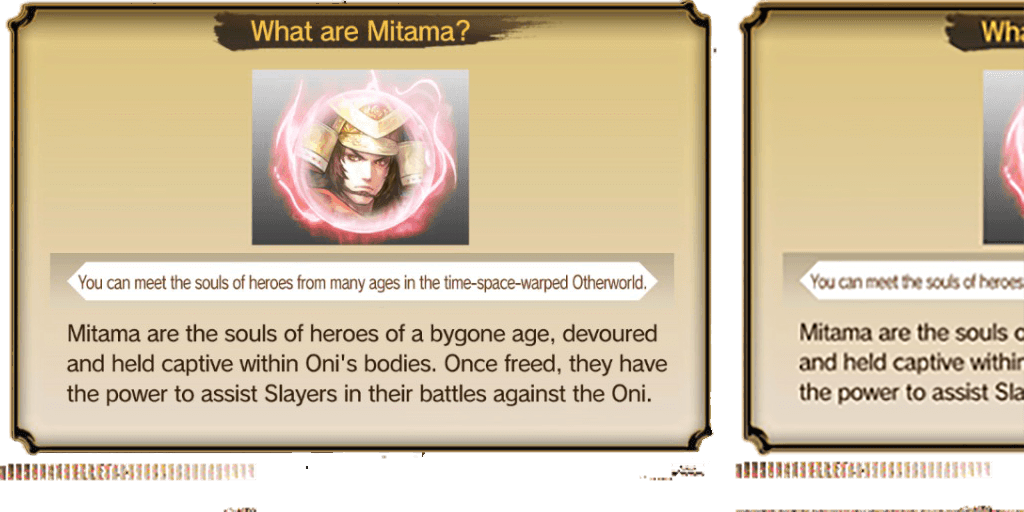 What are Mitama?
You can meet the souls of heroes from many ages in the time-space-warped Otherworld.
Mitama are the souls of heroes of a bygone age, devoured
and held captive within Oni's bodies. Once freed, they have
the power to assist Slayers in their battles against the Oni.
Wha
You can meet the souls of heroes
Mitama are the souls o
and held captive within
the power to assist Sla